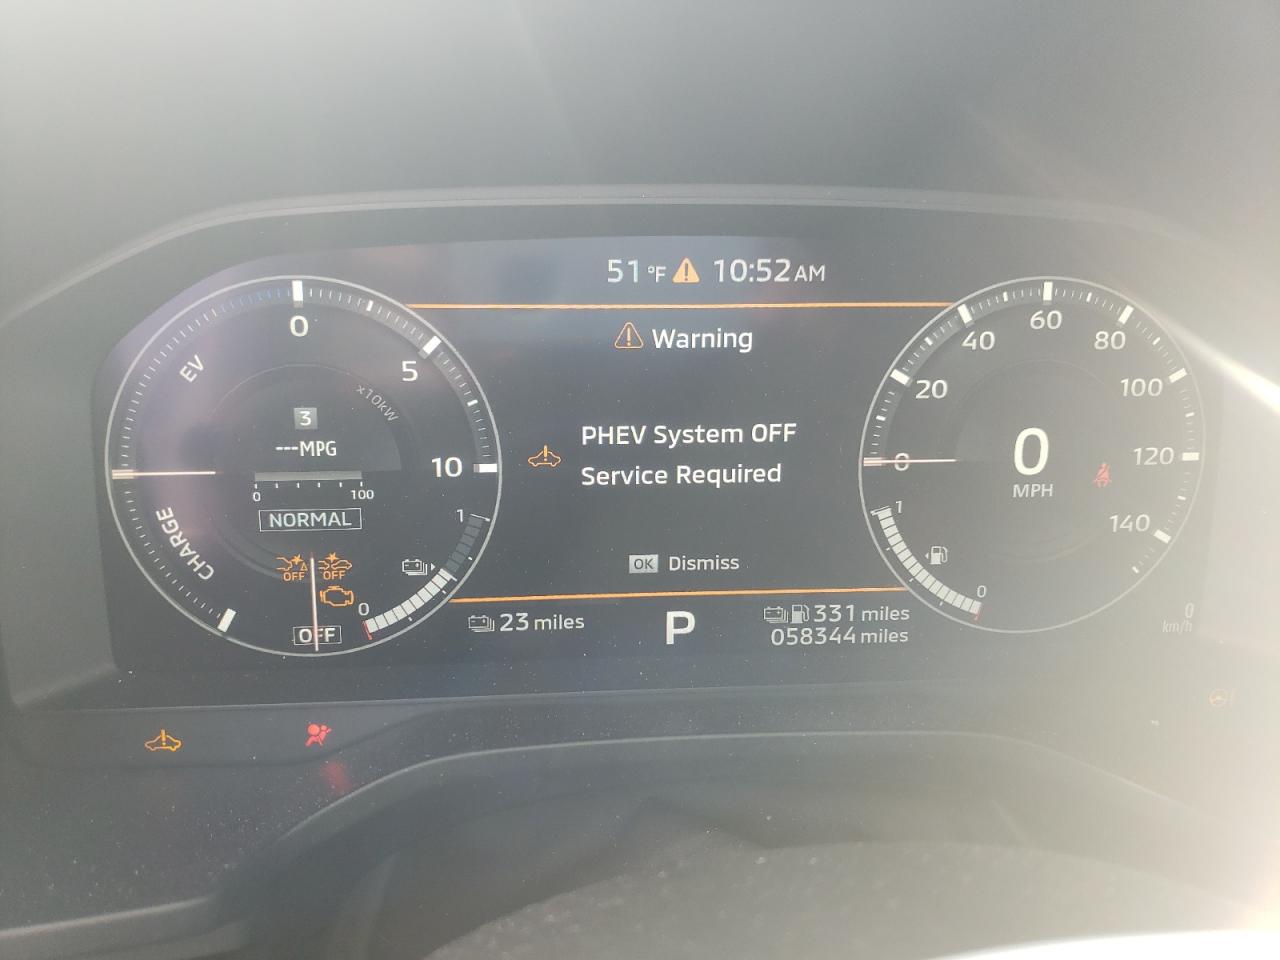 51 °F 10:52 AM
Warning
PHEV System OFF
Service Required
OK Dismiss
23 miles
P
331 miles
058344 miles
EV
0
5
10
x10kW
3
---MPG
0 100
NORMAL
CHARGE
OFF OFF
OFF
1
0
0
20
40
60
80
100
120
140
0
MPH
1
0
0
km/h